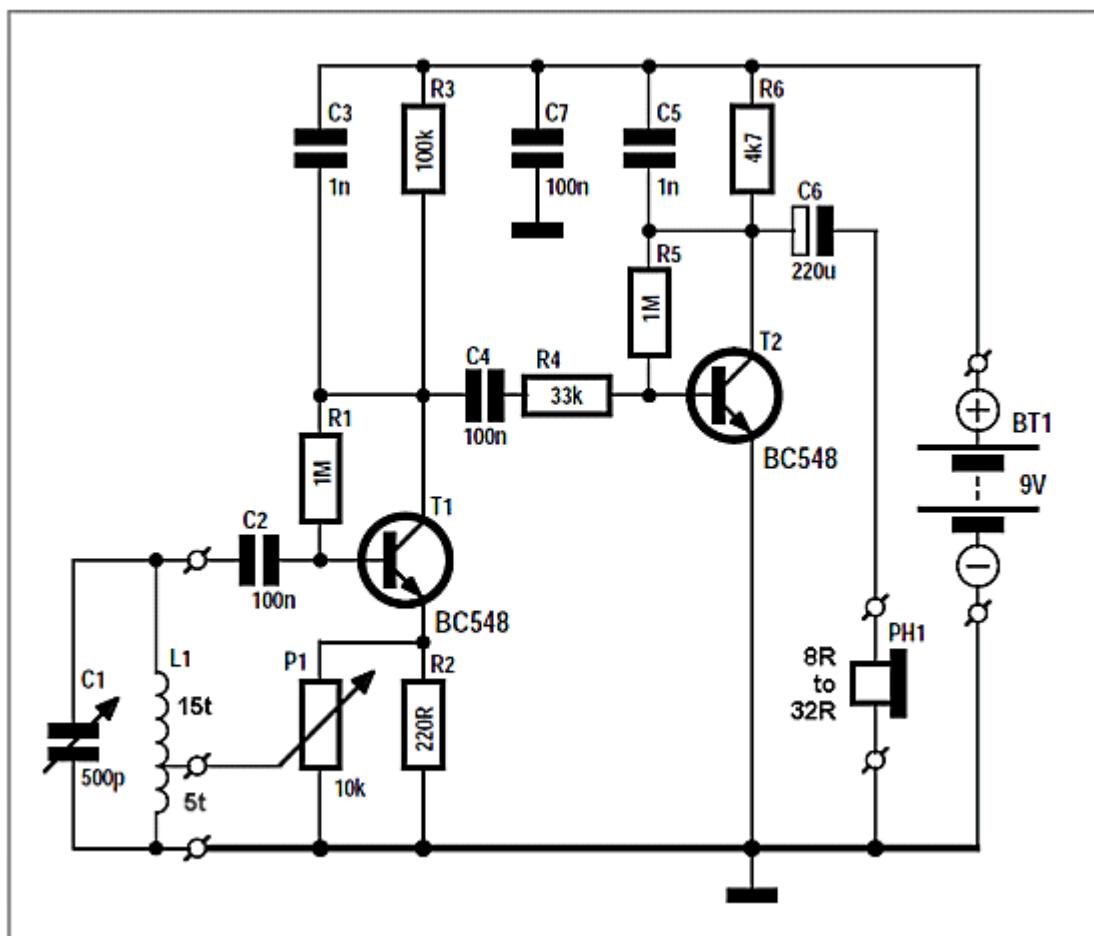 R3
R6
C3
C7
C5
100k
4k7
1n
100n
1n
C6
R5
220u
1M
T2
C4
R4
33k
R1
100n
BT1
BC548
1M
9V
T1
C2
100n
BC548
PH1
L1
P1
R2
8R
to
32R
C1
15t
220R
500p
10k
5t